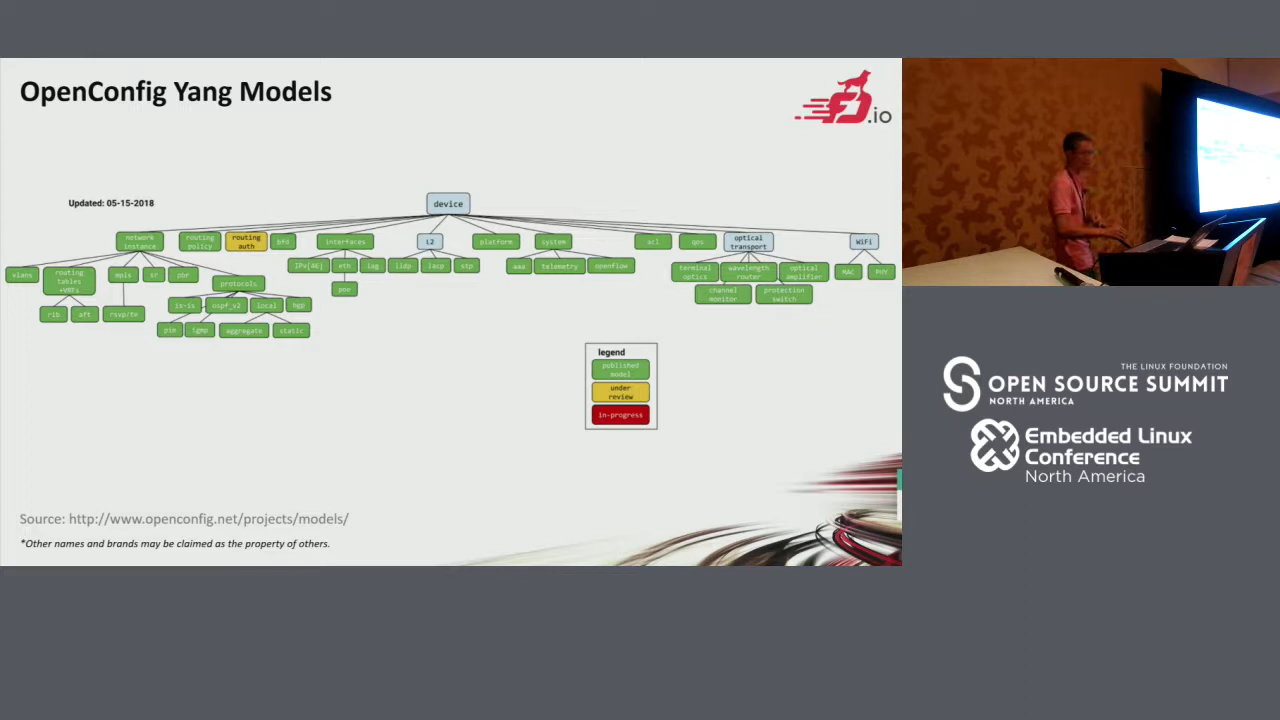 OpenConfig Yang Models
FD.io
Updated: 05-15-2018
device
network
instance
routing
policy
routing
auth
bfd
interfaces
L2
platform
system
acl
qos
optical
transport
WiFi
vlans
routing
tables
+VRFs
mpls
sr
pbr
protocols
IPv[46]
eth
lag
lldp
lacp
stp
aaa
telemetry
openflow
terminal
optics
wavelength
router
optical
amplifier
MAC
PHY
poe
channel
monitor
protection
switch
rib
aft
rsvp/te
is-is
ospf_v2
local
bgp
pim
igmp
aggregate
static
legend
published
model
under
review
in-progress
Source: http://www.openconfig.net/projects/models/
*Other names and brands may be claimed as the property of others.
THE LINUX FOUNDATION
OPEN SOURCE SUMMIT
NORTH AMERICA
Embedded Linux
Conference
North America